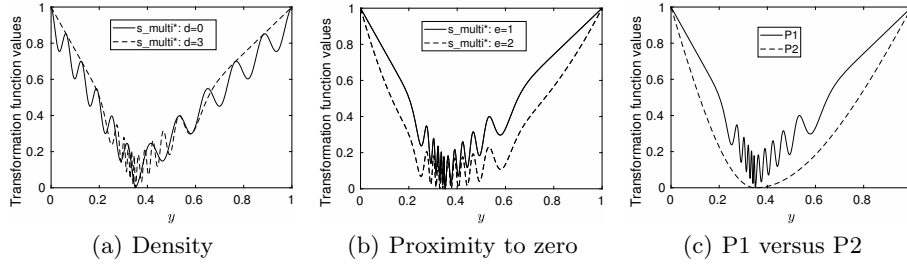 Transformation function values
1
0.8
0.6
0.4
0.2
0
s_multi*: d=0
s_multi*: d=3
0 0.2 0.4 0.6 0.8 1
y
(a) Density
Transformation function values
1
0.8
0.6
0.4
0.2
0
s_multi*: e=1
s_multi*: e=2
0 0.2 0.4 0.6 0.8 1
y
(b) Proximity to zero
Transformation function values
1
0.8
0.6
0.4
0.2
0
P1
P2
0 0.2 0.4 0.6 0.8
y
(c) P1 versus P2